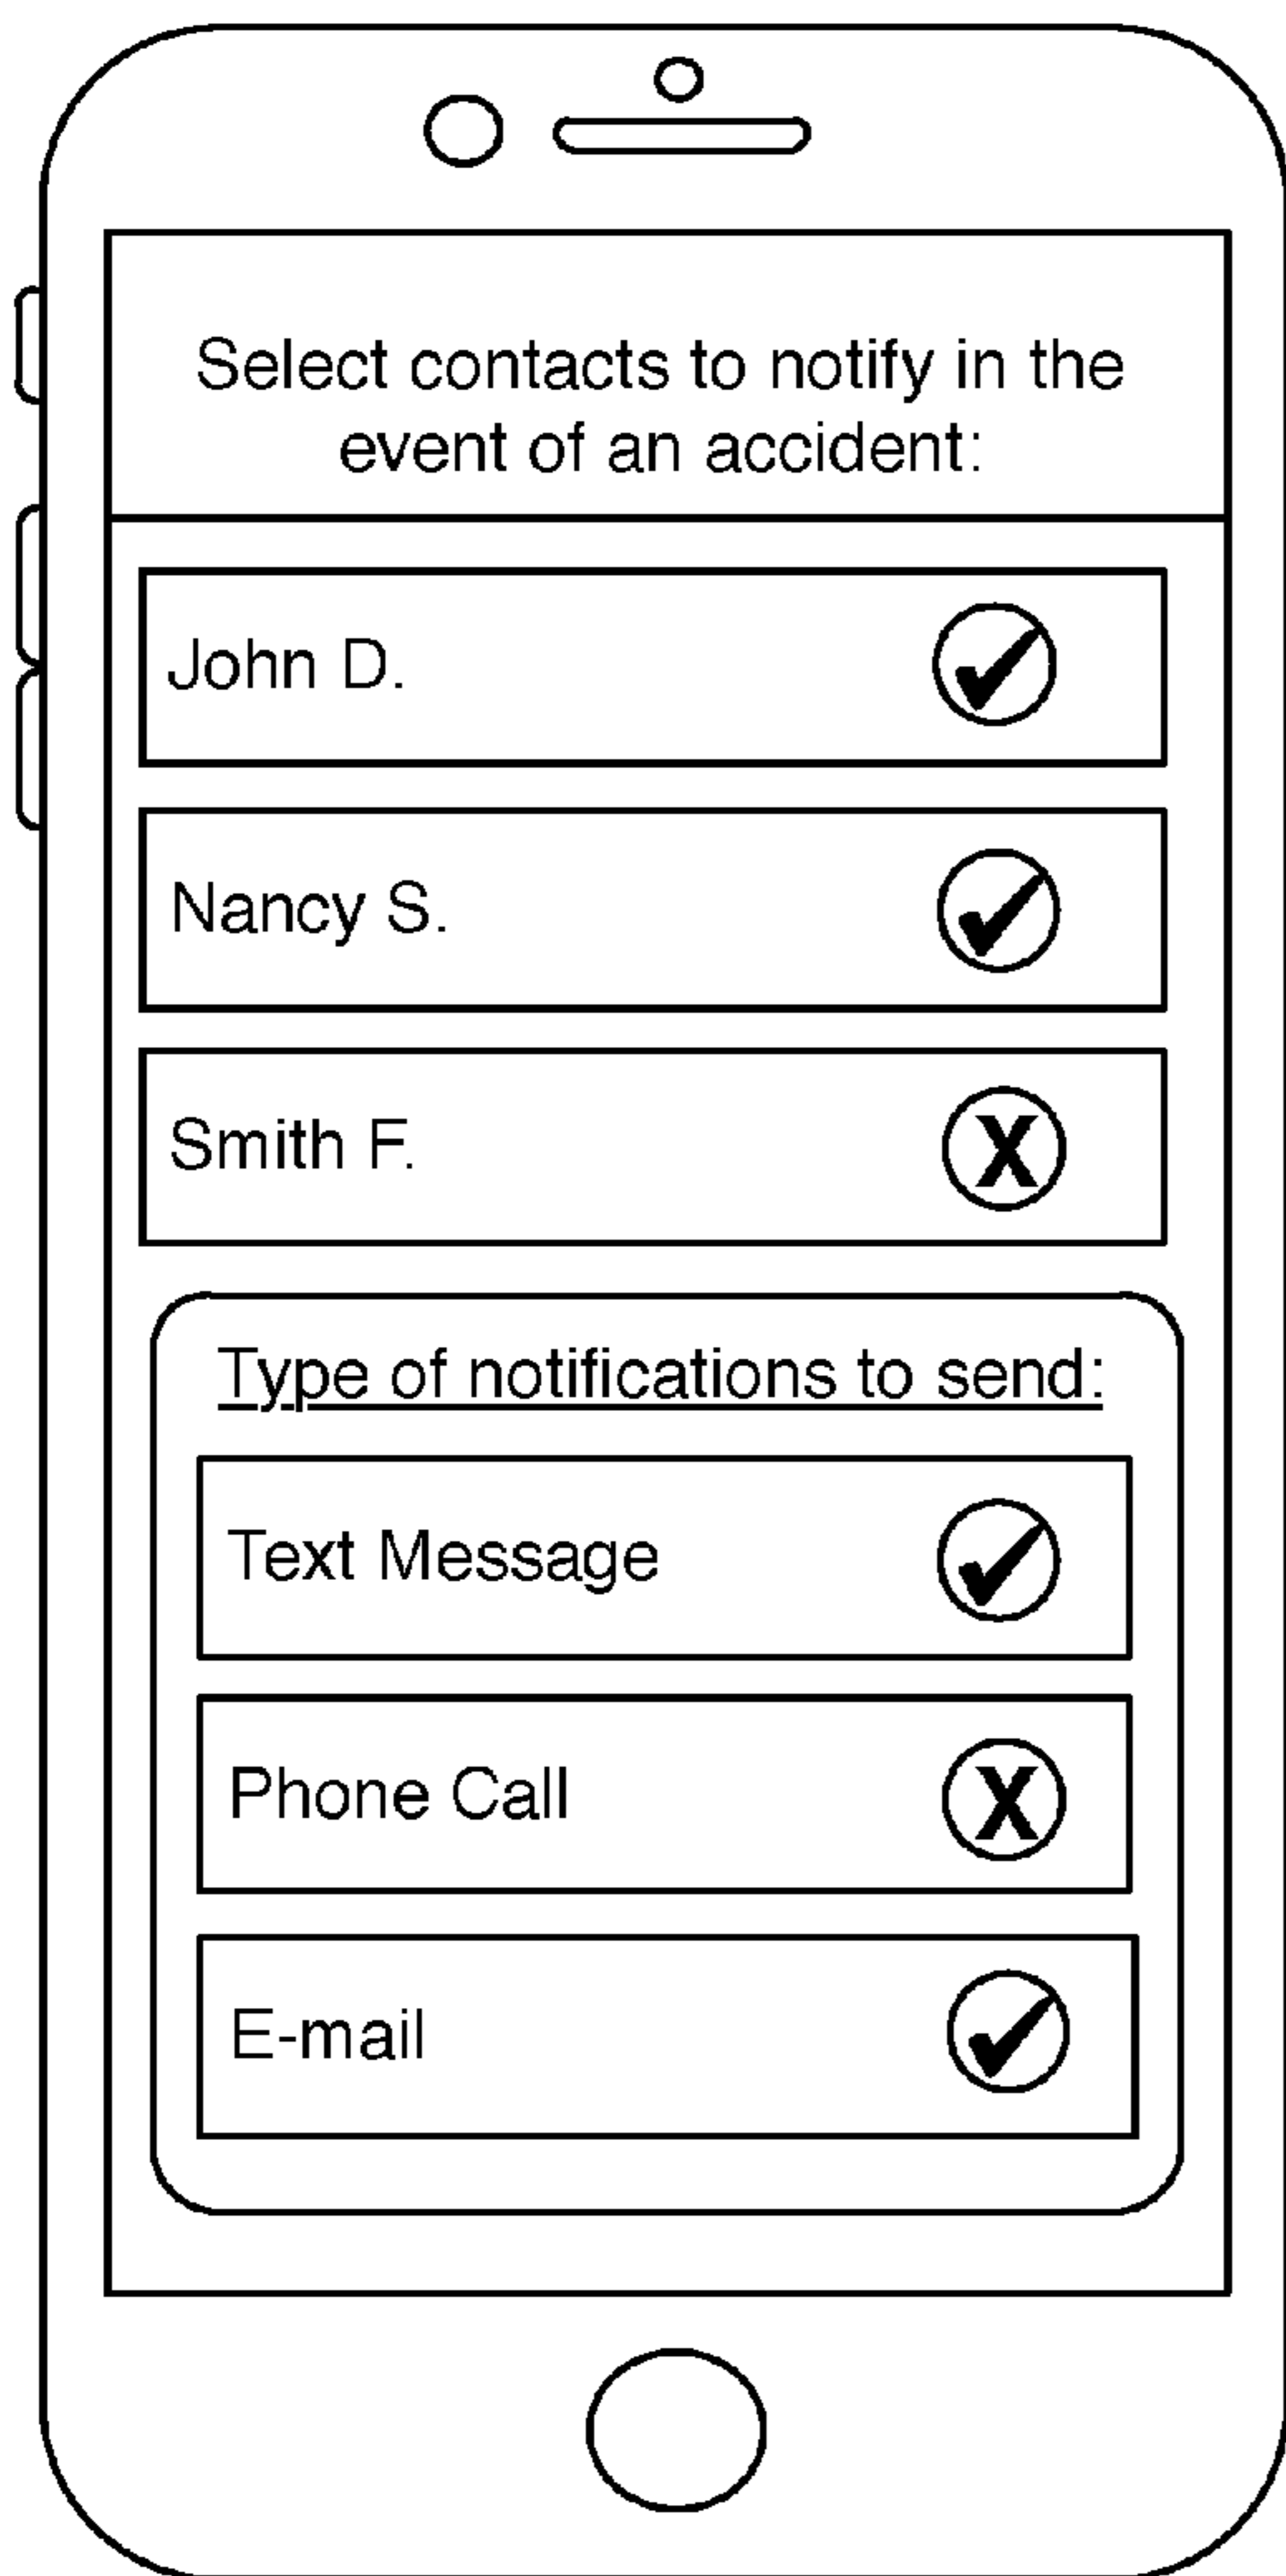 Select contacts to notify in the
event of an accident:
John D.
Nancy S.
Smith F.
X
Type of notifications to send:
Text Message
Phone Call
X
E-mail